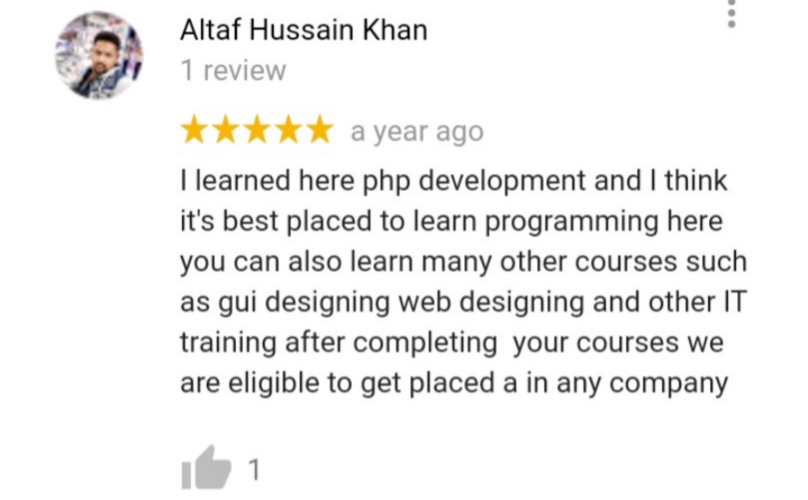 Altaf Hussain Khan
1 review
a year ago
I learned here php development and I think
it's best placed to learn programming here
you can also learn many other courses such
as gui designing web designing and other IT
training after completing  your courses we
are eligible to get placed a in any company
1